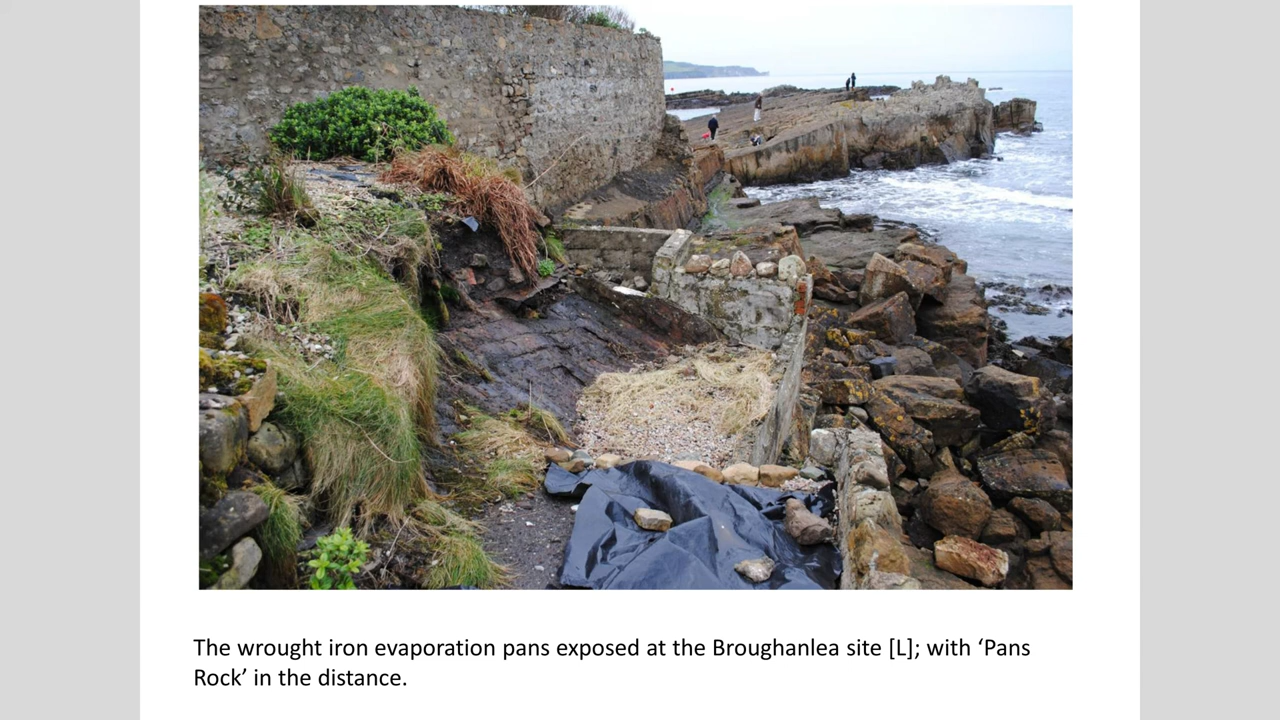 The wrought iron evaporation pans exposed at the Broughanlea site [L]; with ‘Pans
Rock’ in the distance.